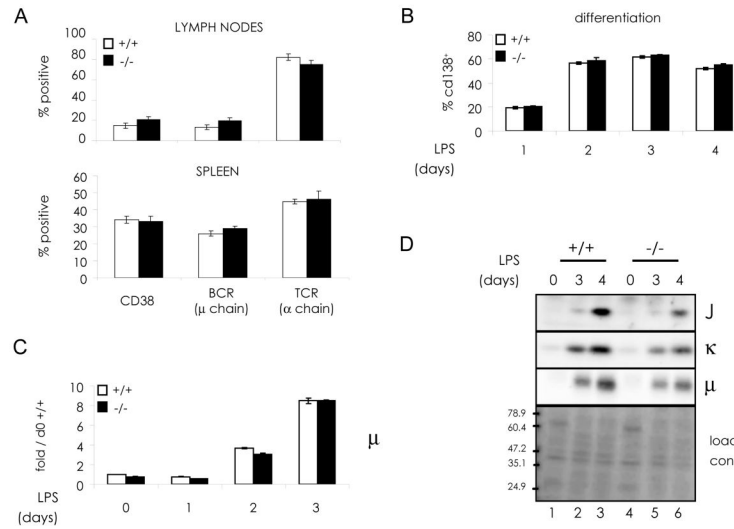 A
LYMPH NODES
+/+
-/-
% positive
80
60
40
20
0
SPLEEN
% positive
50
40
30
20
10
0
CD38
BCR
(μ chain)
TCR
(α chain)
B
differentiation
+/+
-/-
% cd138+
80
60
40
20
0
LPS
(days)
1 2 3 4
C
+/+
-/-
fold / d0 +/+
10
8
6
4
2
0
μ
LPS
(days)
0 1 2 3
D
+/+ -/-
LPS
(days)
0 3 4 0 3 4
J
κ
μ
78.9
60.4
47.2
35.1
24.9
load
con
1 2 3 4 5 6